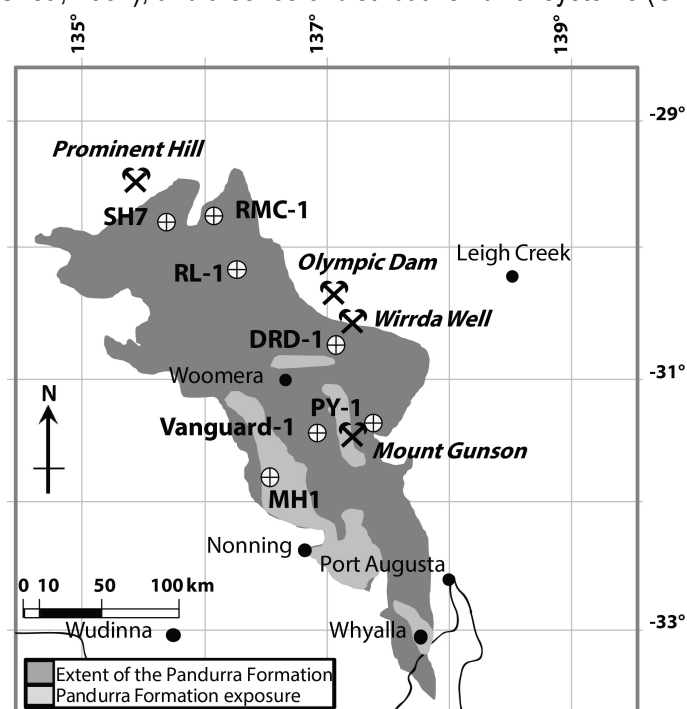 135°
137°
139°
-29°
Prominent Hill
SH7
RMC-1
Leigh Creek
Olympic Dam
RL-1
Wirrda Well
DRD-1
-31°
Woomera
N
PY-1
Vanguard-1
Mount Gunson
MH1
Nonning
Port Augusta
0 10 50 100 km
-33°
Wudinna
Whyalla
Extent of the Pandurra Formation
Pandurra Formation exposure